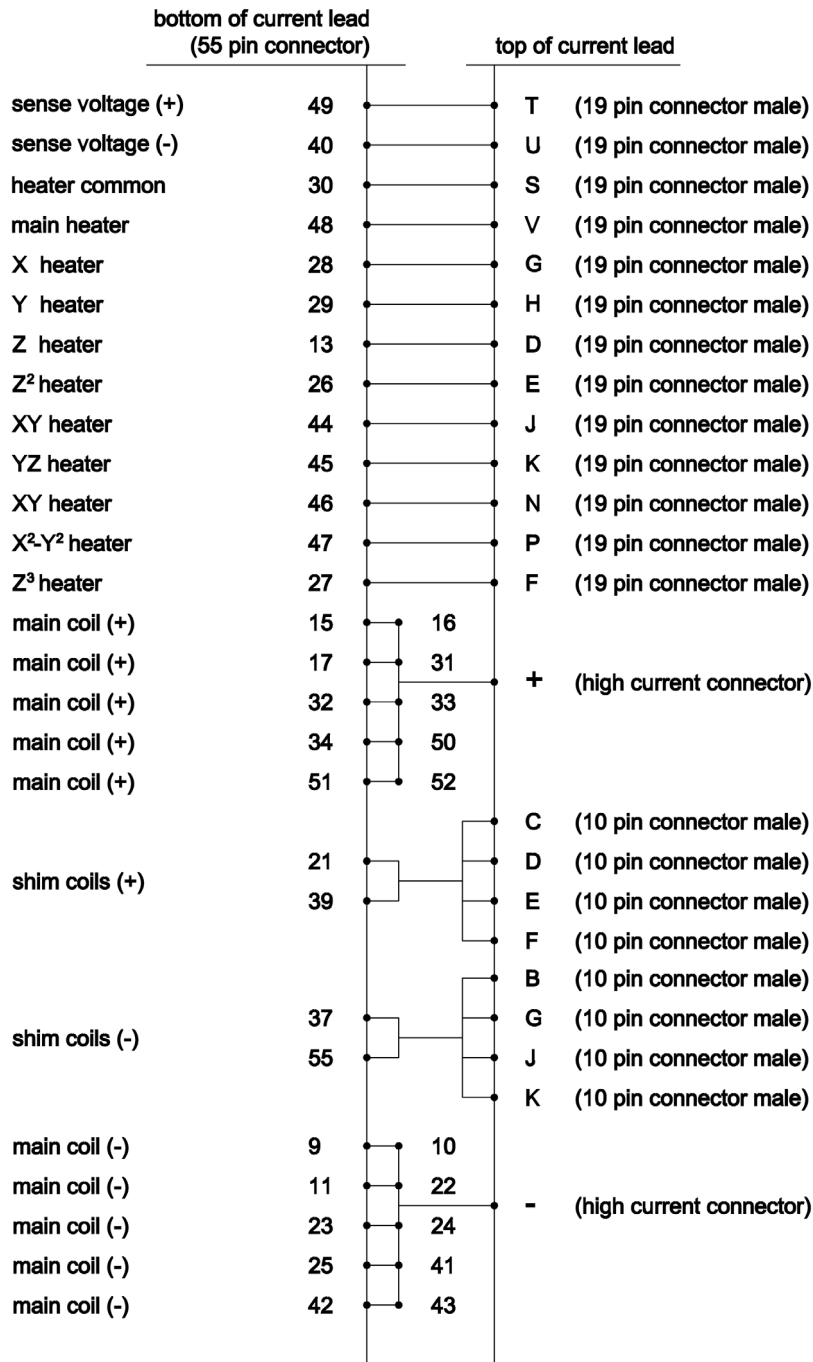 bottom of current lead
(55 pin connector)
top of current lead
sense voltage (+) 49 T (19 pin connector male)
sense voltage (-) 40 U (19 pin connector male)
heater common 30 S (19 pin connector male)
main heater 48 V (19 pin connector male)
X heater 28 G (19 pin connector male)
Y heater 29 H (19 pin connector male)
Z heater 13 D (19 pin connector male)
Z² heater 26 E (19 pin connector male)
XY heater 44 J (19 pin connector male)
YZ heater 45 K (19 pin connector male)
XY heater 46 N (19 pin connector male)
X²-Y² heater 47 P (19 pin connector male)
Z³ heater 27 F (19 pin connector male)
main coil (+) 15 16
main coil (+) 17 31
+ (high current connector)
main coil (+) 32 33
main coil (+) 34 50
main coil (+) 51 52
C (10 pin connector male)
21 D (10 pin connector male)
shim coils (+)
39 E (10 pin connector male)
F (10 pin connector male)
B (10 pin connector male)
37 G (10 pin connector male)
shim coils (-)
55 J (10 pin connector male)
K (10 pin connector male)
main coil (-) 9 10
main coil (-) 11 22
- (high current connector)
main coil (-) 23 24
main coil (-) 25 41
main coil (-) 42 43